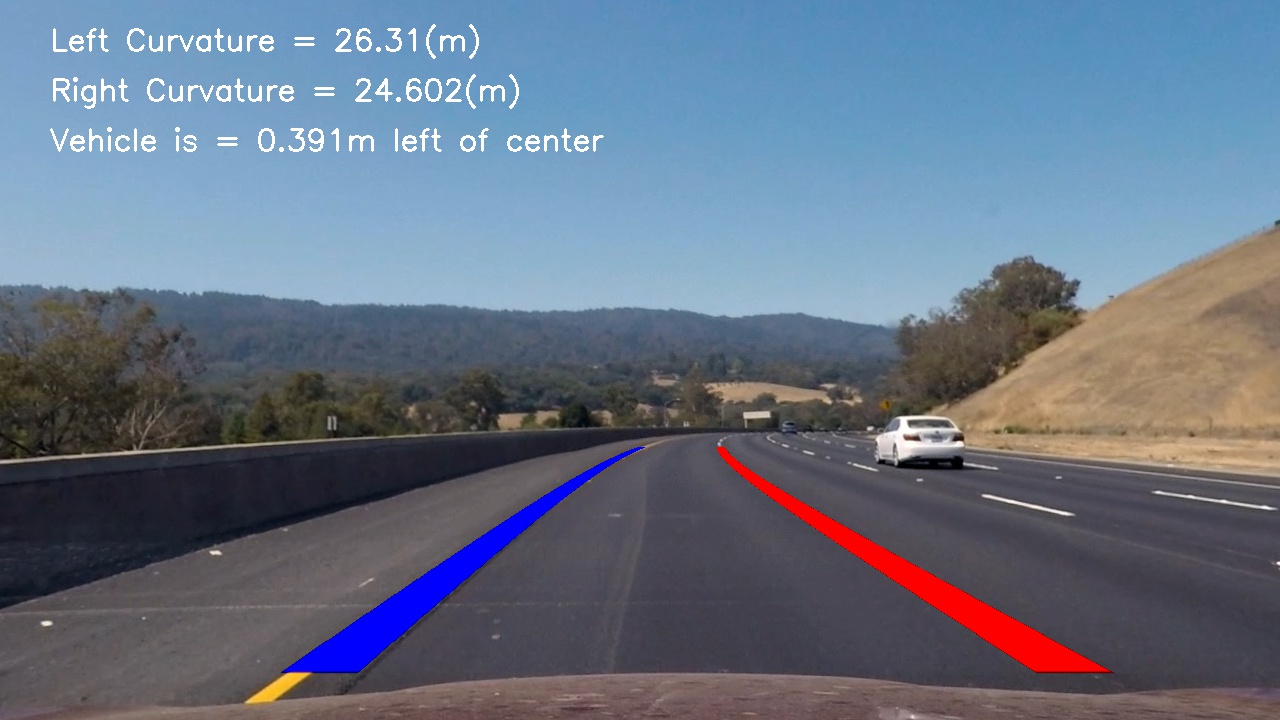 Left Curvature = 26.31(m)
Right Curvature = 24.602(m)
Vehicle is = 0.391m left of center